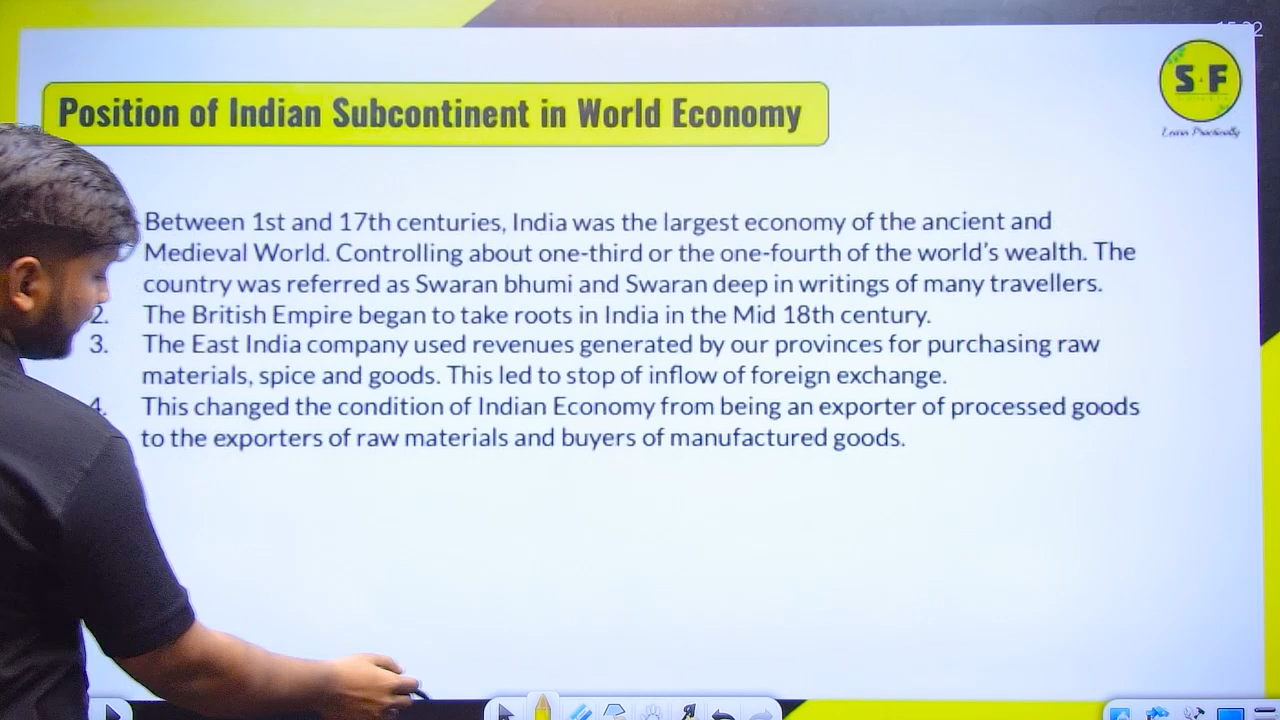 Position of Indian Subcontinent in World Economy
S F
Learn Practically
Between 1st and 17th centuries, India was the largest economy of the ancient and
Medieval World. Controlling about one-third or the one-fourth of the world's wealth. The
country was referred as Swaran bhumi and Swaran deep in writings of many travellers.
2. The British Empire began to take roots in India in the Mid 18th century.
3. The East India company used revenues generated by our provinces for purchasing raw
materials, spice and goods. This led to stop of inflow of foreign exchange.
4. This changed the condition of Indian Economy from being an exporter of processed goods
to the exporters of raw materials and buyers of manufactured goods.